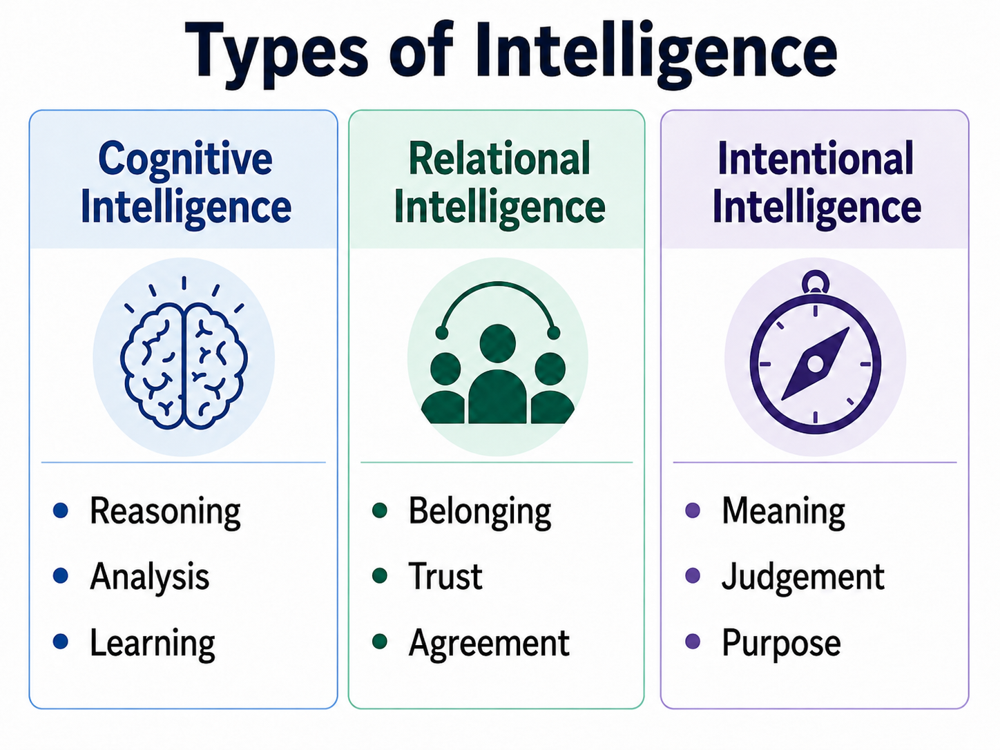 Types of Intelligence
Cognitive
Intelligence
Reasoning
Analysis
Learning
Relational
Intelligence
Belonging
Trust
Agreement
Intentional
Intelligence
Meaning
Judgement
Purpose